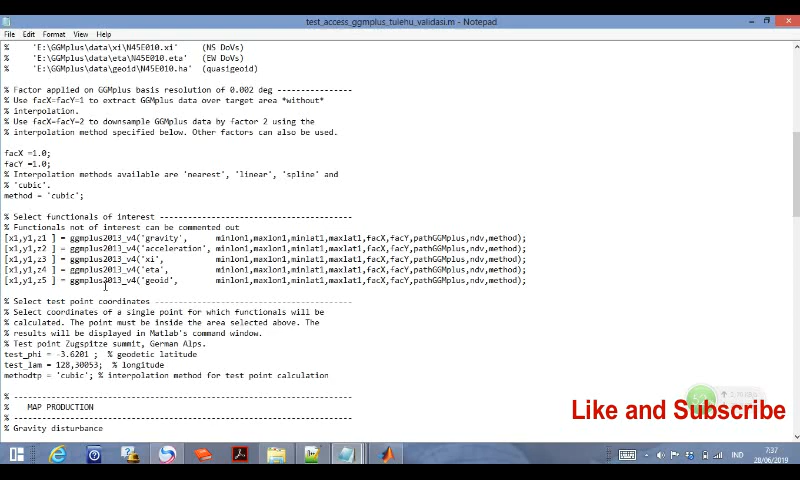 test_access_ggmplus_tulehu_validasi.m - Notepad
File Edit Format View Help
% 'E:\GGMplus\data\xi\N45E010.xi' (NS DoVs)
% 'E:\GGMplus\data\eta\N45E010.eta' (EW DoVs)
% 'E:\GGMplus\data\geoid\N45E010.ha' (quasigeoid)
% Factor applied on GGMplus basis resolution of 0.002 deg ----------------
% Use facX=facY=1 to extract GGMplus data over target area *without*
% interpolation.
% Use facX=facY=2 to downsample GGMplus data by factor 2 using the
% interpolation method specified below. Other factors can also be used.
facX =1.0;
facY =1.0;
% Interpolation methods available are 'nearest', 'linear', 'spline' and
% 'cubic'.
method = 'cubic';
% Select functionals of interest -----------------------------------------
% Functionals not of interest can be commented out
[x1,y1,z1 ] = ggmplus2013_v4('gravity', minlon1,maxlon1,minlat1,maxlat1,facX,facY,pathGGMplus,ndv,method);
[x1,y1,z2 ] = ggmplus2013_v4('acceleration', minlon1,maxlon1,minlat1,maxlat1,facX,facY,pathGGMplus,ndv,method);
[x1,y1,z3 ] = ggmplus2013_v4('xi', minlon1,maxlon1,minlat1,maxlat1,facX,facY,pathGGMplus,ndv,method);
[x1,y1,z4 ] = ggmplus2013_v4('eta', minlon1,maxlon1,minlat1,maxlat1,facX,facY,pathGGMplus,ndv,method);
[x1,y1,z5 ] = ggmplus2013_v4('geoid', minlon1,maxlon1,minlat1,maxlat1,facX,facY,pathGGMplus,ndv,method);
% Select test point coordinates ------------------------------------------
% Select coordinates of a single point for which functionals will be
% calculated. The point must be inside the area selected above. The
% results will be displayed in Matlab's command window.
% Test point Zugspitze summit, German Alps.
test_phi = -3.6201 ; % geodetic latitude
test_lam = 128,30053; % longitude
methodtp = 'cubic'; % interpolation method for test point calculation
% ------------------------------------------------------------------------
% MAP PRODUCTION
% ------------------------------------------------------------------------
% Gravity disturbance
Like and Subscribe
IND
7:37
28/06/2019